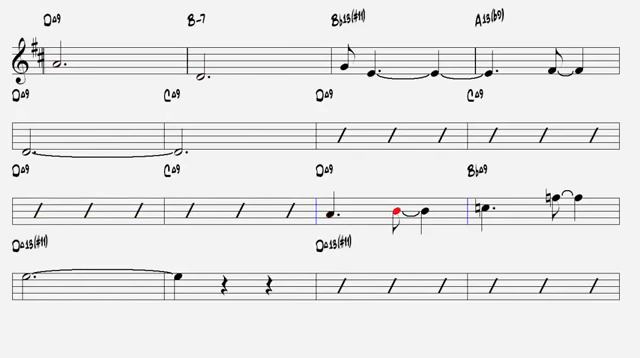 D△9 B-7 B♭13(♯11) A13(♭9)
D△9 C△9 D△9 C△9
D△9 C△9 D△9 B♭△9
D△13(♯11) D△13(♯11)